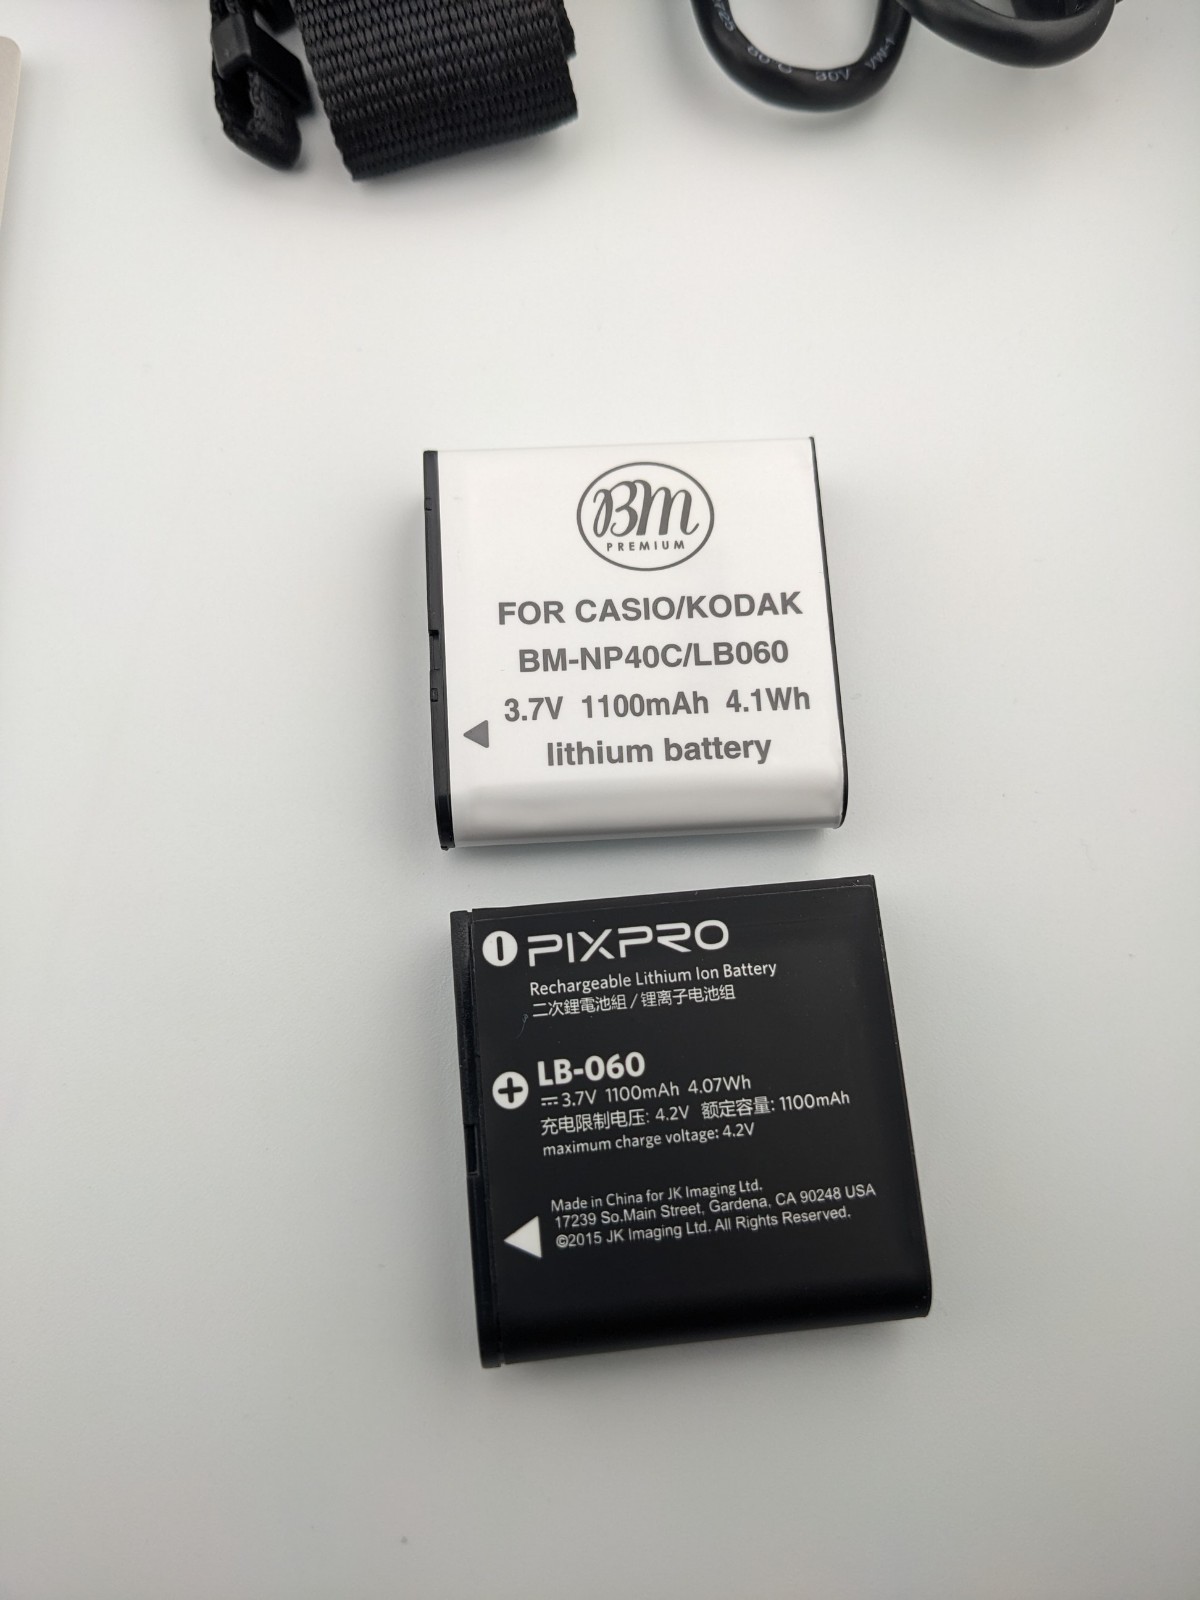 80°C 30V VW-1
BM
PREMIUM
FOR CASIO/KODAK
BM-NP40C/LB060
3.7V 1100mAh 4.1Wh
lithium battery
PIXPRO
Rechargeable Lithium Ion Battery
二次鋰電池組 / 锂离子电池组
LB-060
3.7V 1100mAh 4.07Wh
充电限制电压: 4.2V 额定容量: 1100mAh
maximum charge voltage: 4.2V
Made in China for JK Imaging Ltd.
17239 So.Main Street, Gardena, CA 90248 USA
©2015 JK Imaging Ltd. All Rights Reserved.